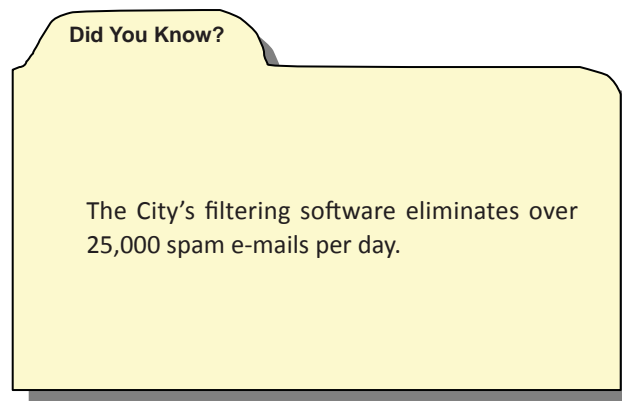 Did You Know?
The City’s filtering software eliminates over
25,000 spam e-mails per day.